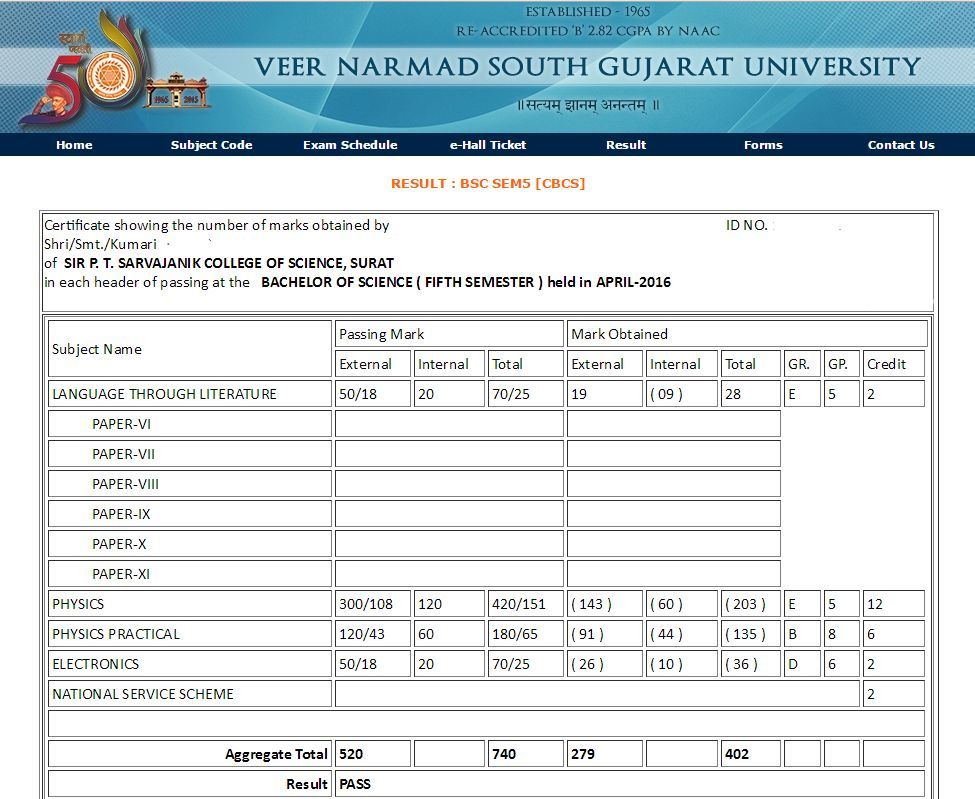 ESTABLISHED - 1965
RE-ACCREDITED 'B' 2.82 CGPA BY NAAC
VEER NARMAD SOUTH GUJARAT UNIVERSITY
॥ सत्यम् ज्ञानम् अनन्तम् ॥
50
1965 2015
Home Subject Code Exam Schedule e-Hall Ticket Result Forms Contact Us
RESULT : BSC SEM5 [CBCS]
Certificate showing the number of marks obtained by ID NO.
Shri/Smt./Kumari
of SIR P. T. SARVAJANIK COLLEGE OF SCIENCE, SURAT
in each header of passing at the BACHELOR OF SCIENCE ( FIFTH SEMESTER ) held in APRIL-2016
Subject Name Passing Mark Mark Obtained
External Internal Total External Internal Total GR. GP. Credit
LANGUAGE THROUGH LITERATURE 50/18 20 70/25 19 ( 09 ) 28 E 5 2
PAPER-VI
PAPER-VII
PAPER-VIII
PAPER-IX
PAPER-X
PAPER-XI
PHYSICS 300/108 120 420/151 ( 143 ) ( 60 ) ( 203 ) E 5 12
PHYSICS PRACTICAL 120/43 60 180/65 ( 91 ) ( 44 ) ( 135 ) B 8 6
ELECTRONICS 50/18 20 70/25 ( 26 ) ( 10 ) ( 36 ) D 6 2
NATIONAL SERVICE SCHEME 2
Aggregate Total 520 740 279 402
Result PASS